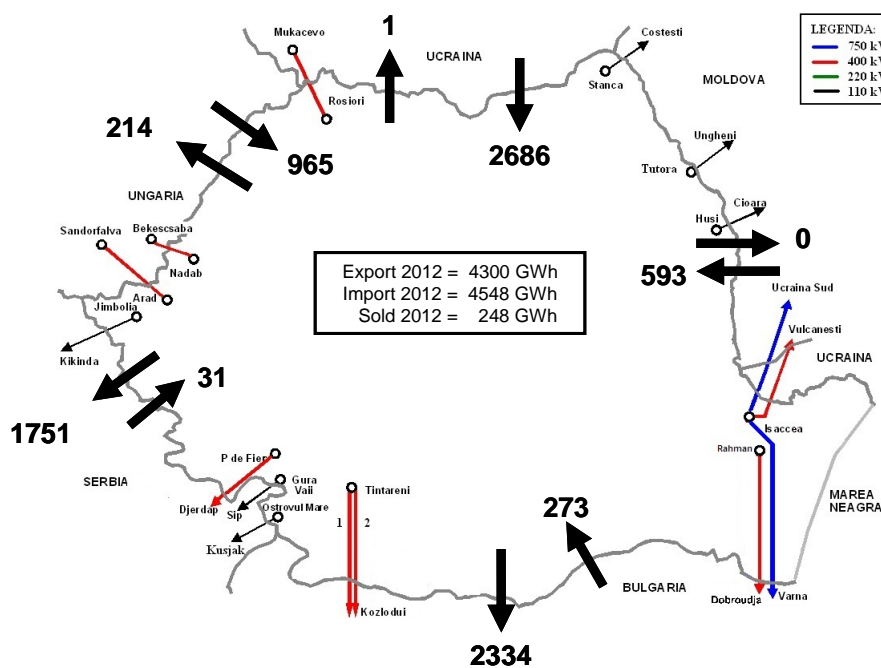 Mukacevo
1
UCRAINA
Costesti
LEGENDA:
750 kV
400 kV
220 kV
110 kV
MOLDOVA
Stanca
Rosiori
214
965
2686
Ungheni
Tutora
UNGARIA
Cioara
Husi
Sandorfalva
Bekescsaba
Nadab
0
593
Export 2012 = 4300 GWh
Import 2012 = 4548 GWh
Sold 2012 = 248 GWh
Ucraina Sud
Arad
Jimbolia
Vulcanesti
Kikinda
UCRAINA
31
1751
Isaccea
P de Fier
Rahman
SERBIA
Gura
Vaii
Tintareni
MAREA
NEAGRA
Djerdap
Sip
Ostrovul Mare
273
1 2
Kusjak
BULGARIA
Kozlodui
Dobroudja
Varna
2334